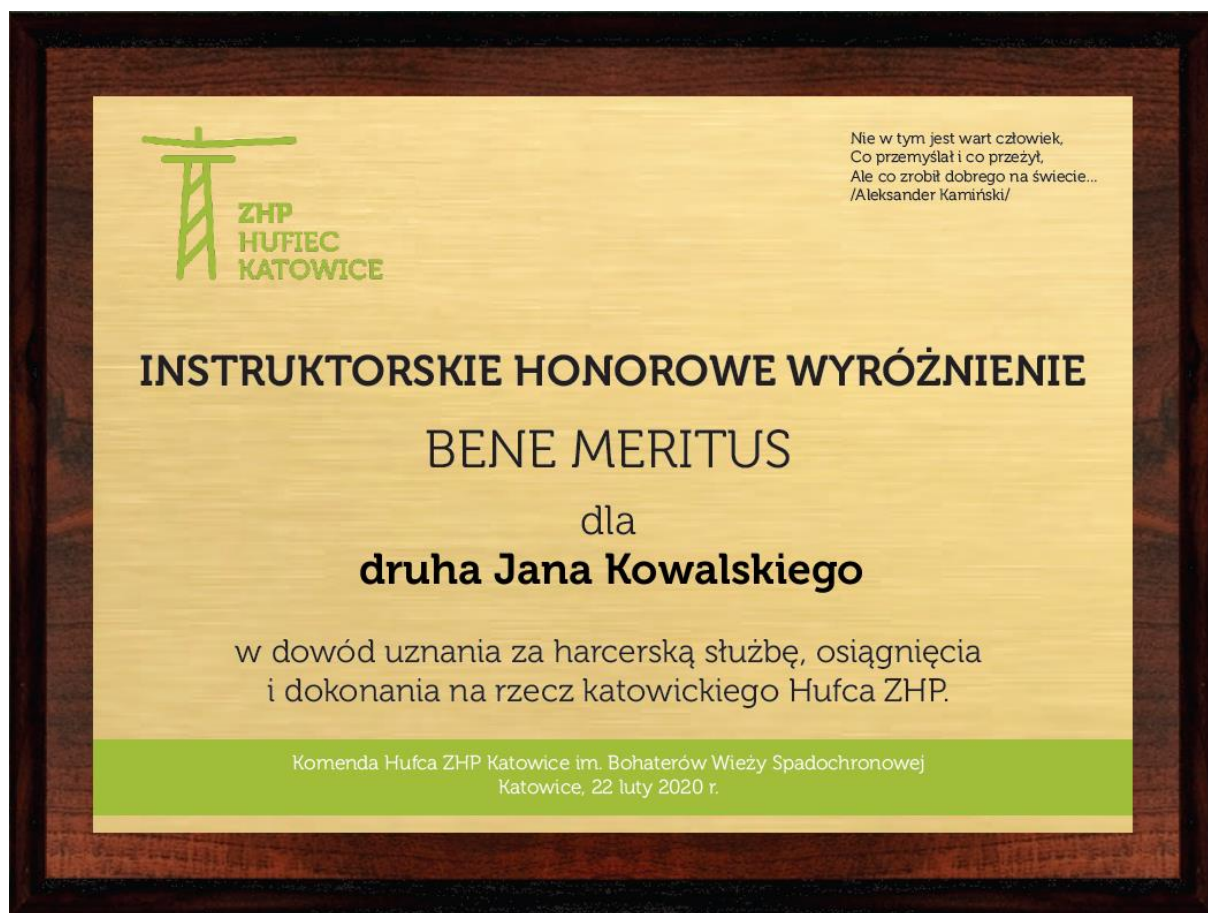 ZHP
HUFIEC
KATOWICE
Nie w tym jest wart człowiek,
Co przemyślał i co przeżył,
Ale co zrobił dobrego na świecie...
/Aleksander Kamiński/
INSTRUKTORSKIE HONOROWE WYRÓŻNIENIE
BENE MERITUS
dla
druha Jana Kowalskiego
w dowód uznania za harcerską służbę, osiągnięcia
i dokonania na rzecz katowickiego Hufca ZHP.
Komenda Hufca ZHP Katowice im. Bohaterów Wieży Spadochronowej
Katowice, 22 luty 2020 r.